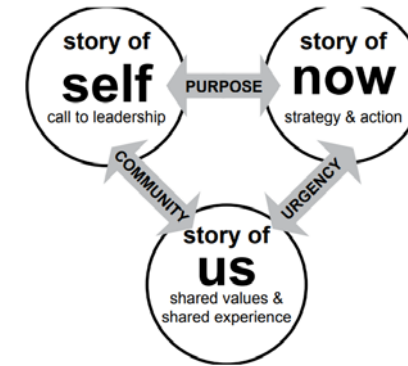 story of
self
call to leadership
PURPOSE
story of
now
strategy & action
COMMUNITY
URGENCY
story of
us
shared values &
shared experience